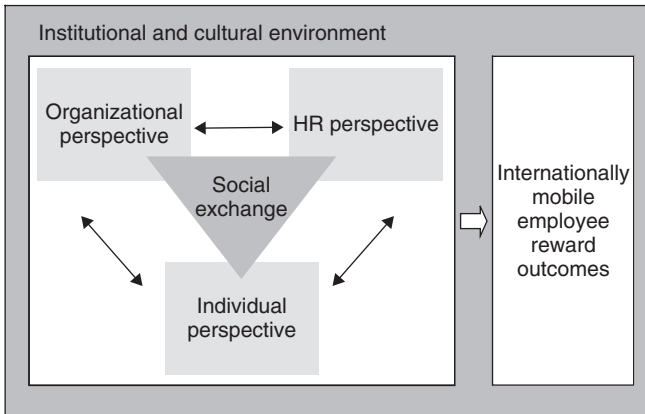 Institutional and cultural environment
Organizational
perspective
HR perspective
Social
exchange
Individual
perspective
Internationally
mobile
employee
reward
outcomes